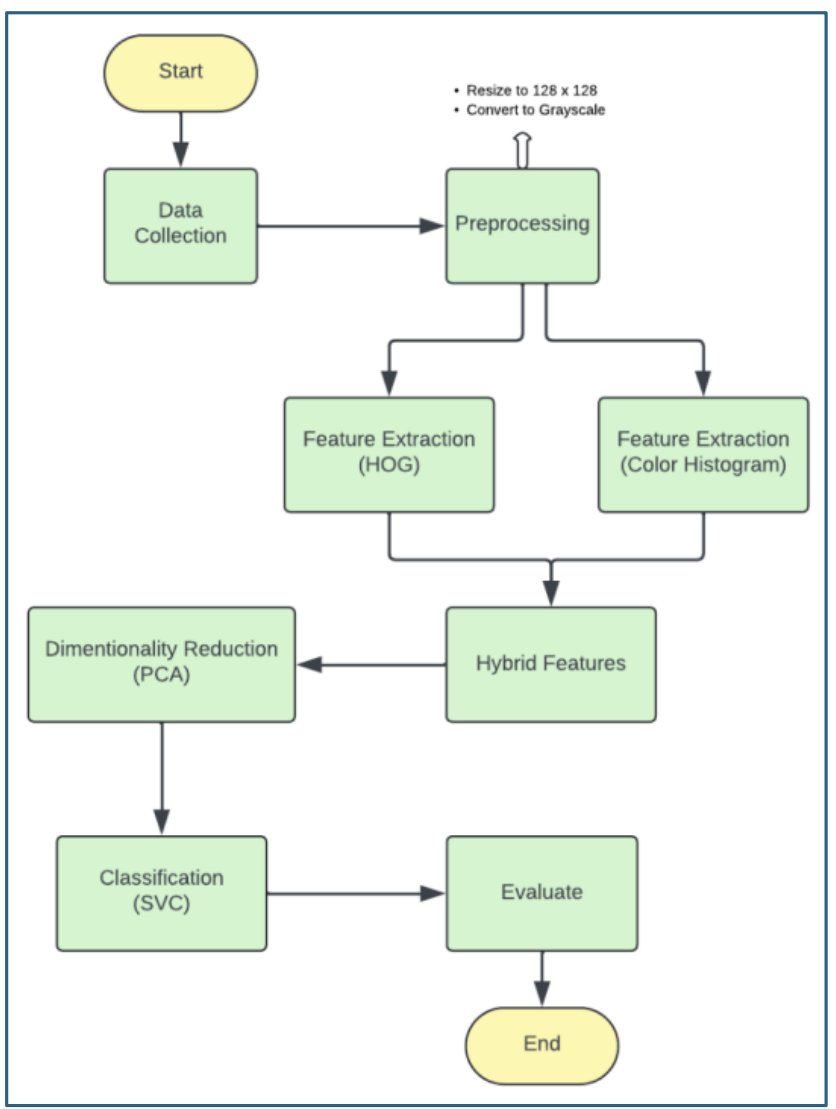 Start
• Resize to 128 x 128
• Convert to Grayscale
Data
Collection
Preprocessing
Feature Extraction
(HOG)
Feature Extraction
(Color Histogram)
Dimentionality Reduction
(PCA)
Hybrid Features
Classification
(SVC)
Evaluate
End